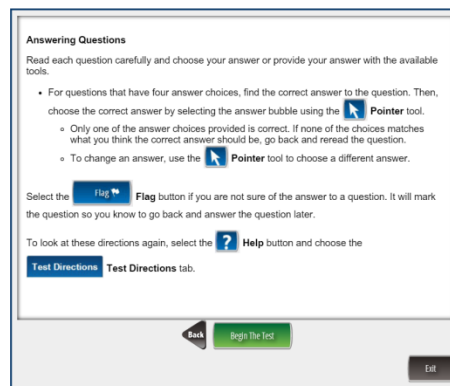 Answering Questions
Read each question carefully and choose your answer or provide your answer with the available
tools.
• For questions that have four answer choices, find the correct answer to the question. Then,
choose the correct answer by selecting the answer bubble using the Pointer tool.
Only one of the answer choices provided is correct. If none of the choices matches
what you think the correct answer should be, go back and reread the question.
To change an answer, use the Pointer tool to choose a different answer.
Select the Flag Flag button if you are not sure of the answer to a question. It will mark
the question so you know to go back and answer the question later.
To look at these directions again, select the ? Help button and choose the
Test Directions Test Directions tab.
Back Begin The Test
Exit